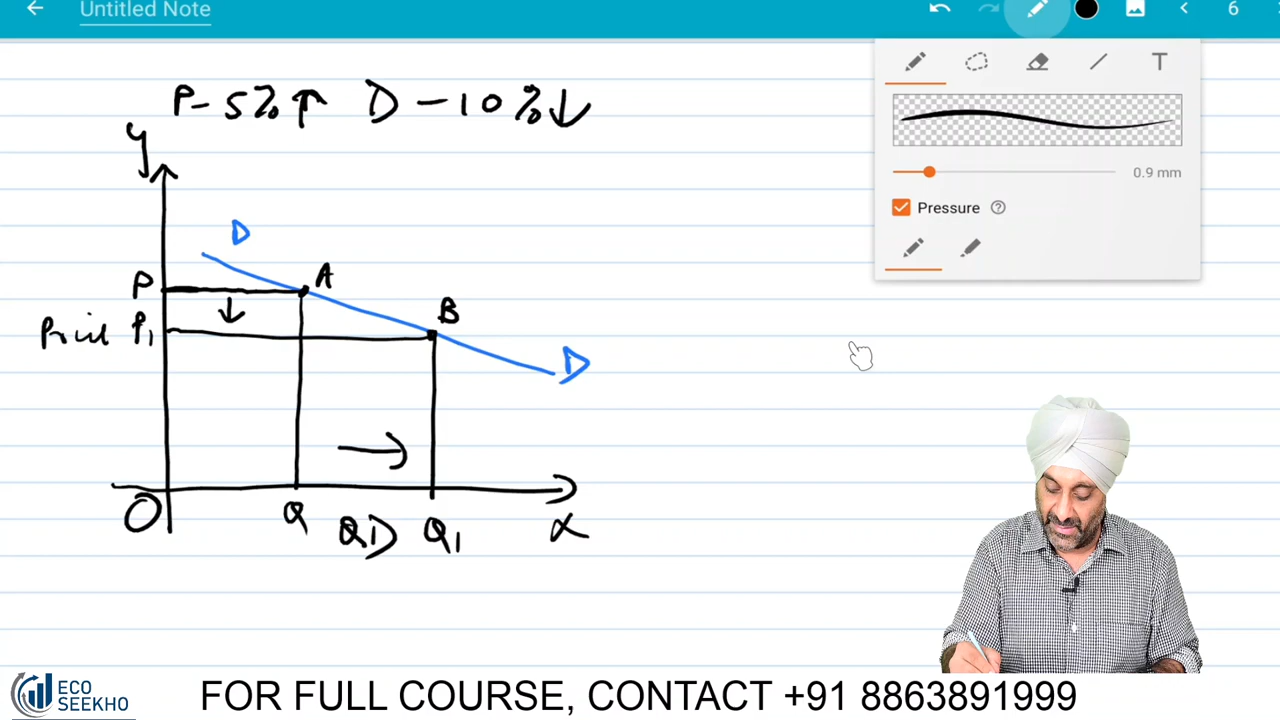 Untitled Note
6
P - 5% ↑ D - 10% ↓
y
0.9 mm
Pressure
D
A
P
B
Price P1
D
O
Q
QD
Q1
x
ECO
SEEKHO
FOR FULL COURSE, CONTACT +91 8863891999